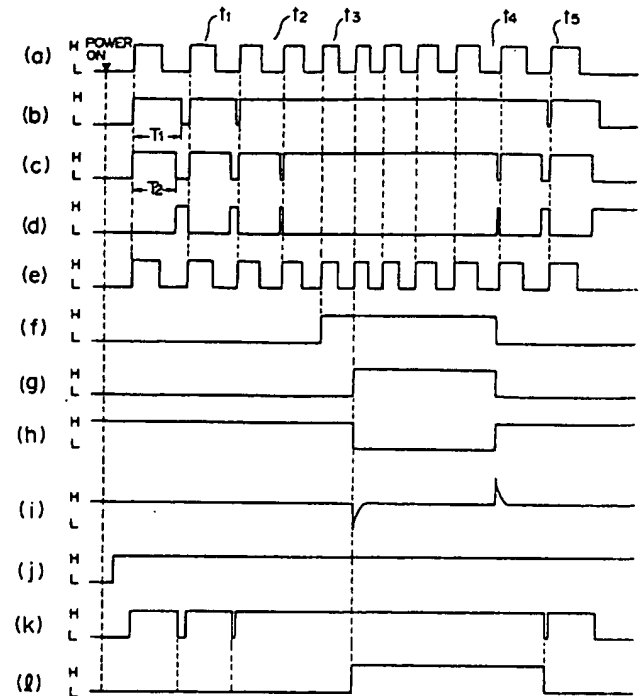 t1 t2 t3 t4 t5
POWER ON
(a) H L
(b) H L
T1
(c) H L
T2
(d) H L
(e) H L
(f) H L
(g) H L
(h) H L
(i) H L
(j) H L
(k) H L
(l) H L